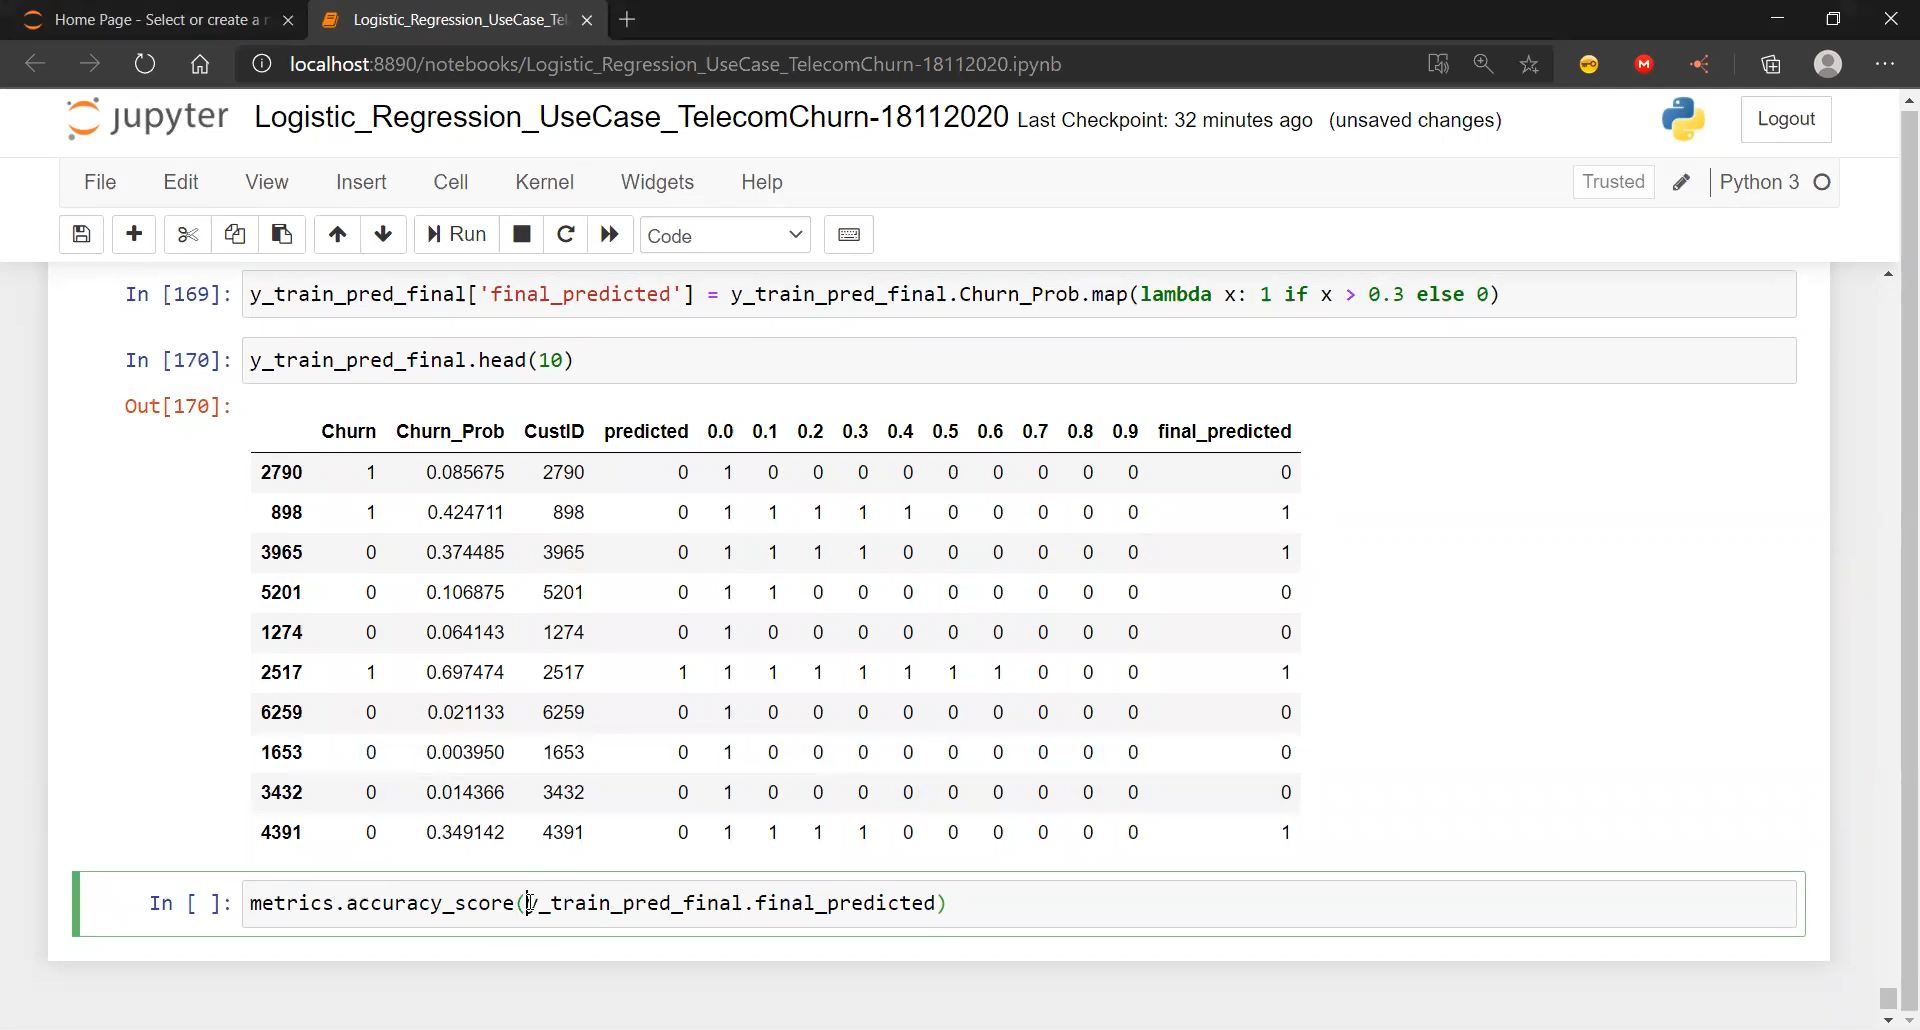 Home Page - Select or create a n
Logistic_Regression_UseCase_Tel
localhost:8890/notebooks/Logistic_Regression_UseCase_TelecomChurn-18112020.ipynb
jupyter Logistic_Regression_UseCase_TelecomChurn-18112020 Last Checkpoint: 32 minutes ago (unsaved changes) Logout
File Edit View Insert Cell Kernel Widgets Help Trusted Python 3
Run Code
In [169]: y_train_pred_final['final_predicted'] = y_train_pred_final.Churn_Prob.map(lambda x: 1 if x > 0.3 else 0)
In [170]: y_train_pred_final.head(10)
Out[170]:
Churn Churn_Prob CustID predicted 0.0 0.1 0.2 0.3 0.4 0.5 0.6 0.7 0.8 0.9 final_predicted
2790 1 0.085675 2790 0 1 0 0 0 0 0 0 0 0 0 0
898 1 0.424711 898 0 1 1 1 1 1 0 0 0 0 0 1
3965 0 0.374485 3965 0 1 1 1 1 0 0 0 0 0 0 1
5201 0 0.106875 5201 0 1 1 0 0 0 0 0 0 0 0 0
1274 0 0.064143 1274 0 1 0 0 0 0 0 0 0 0 0 0
2517 1 0.697474 2517 1 1 1 1 1 1 1 1 0 0 0 1
6259 0 0.021133 6259 0 1 0 0 0 0 0 0 0 0 0 0
1653 0 0.003950 1653 0 1 0 0 0 0 0 0 0 0 0 0
3432 0 0.014366 3432 0 1 0 0 0 0 0 0 0 0 0 0
4391 0 0.349142 4391 0 1 1 1 1 0 0 0 0 0 0 1
In [ ]: metrics.accuracy_score(y_train_pred_final.final_predicted)